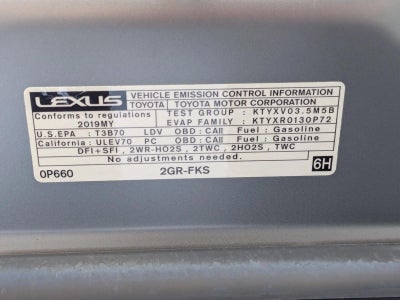 LEXUS VEHICLE EMISSION CONTROL INFORMATION
TOYOTA TOYOTA MOTOR CORPORATION
Conforms to regulations TEST GROUP : KTYXV03.5M5B
2019MY EVAP FAMILY : KTYXR0130P72
U.S.EPA : T3B70 LDV OBD : CAII Fuel : Gasoline
California : ULEV70 PC OBD : CAII Fuel : Gasoline
DFI+SFI , 2WR-HO2S , 2TWC , 2HO2S , TWC
No adjustments needed. 6H
0P660 2GR-FKS